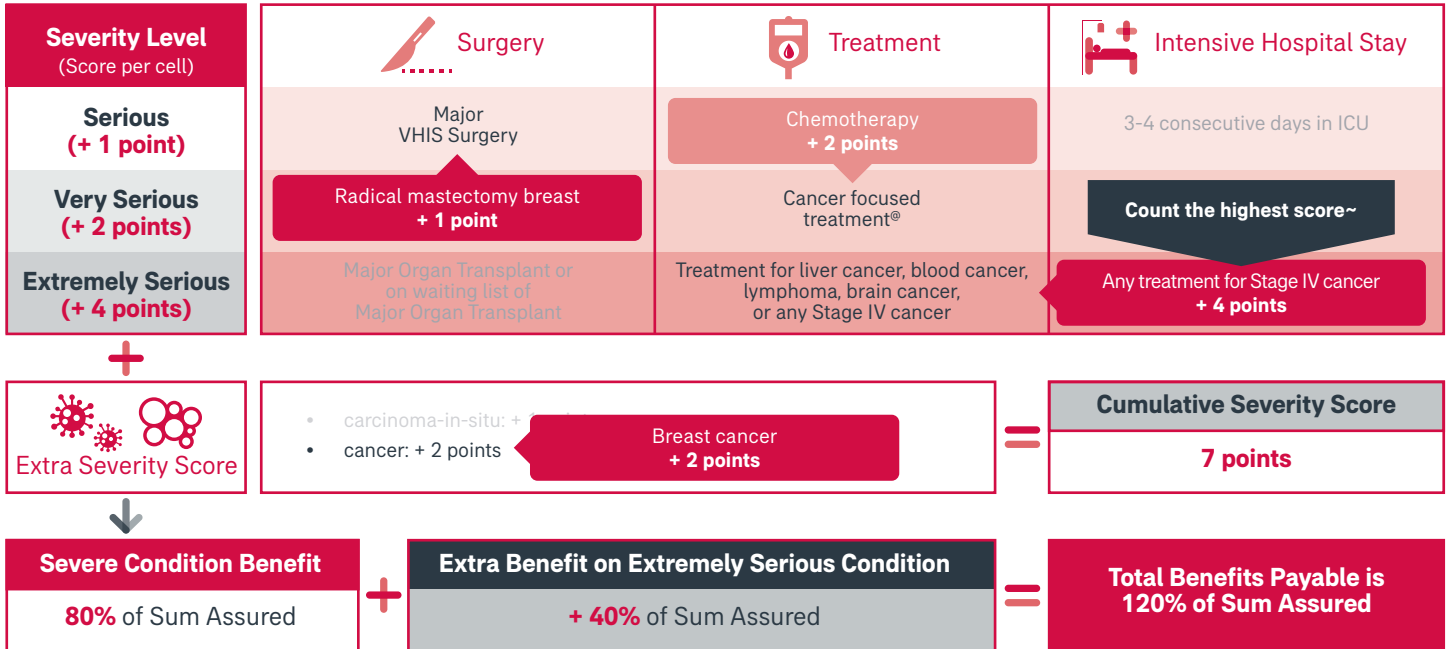 Severity Level
(Score per cell)
Surgery
Treatment
Intensive Hospital Stay
Serious
(+ 1 point)
Major
VHIS Surgery
Chemotherapy
+ 2 points
3-4 consecutive days in ICU
Very Serious
(+ 2 points)
Radical mastectomy breast
+ 1 point
Cancer focused
treatment@
Count the highest score~
Extremely Serious
(+ 4 points)
Major Organ Transplant or
on waiting list of
Major Organ Transplant
Treatment for liver cancer, blood cancer,
lymphoma, brain cancer,
or any Stage IV cancer
Any treatment for Stage IV cancer
+ 4 points
+
Extra Severity Score
• carcinoma-in-situ: +
• cancer: + 2 points
Breast cancer
+ 2 points
=
Cumulative Severity Score
7 points
Severe Condition Benefit
80% of Sum Assured
+
Extra Benefit on Extremely Serious Condition
+ 40% of Sum Assured
=
Total Benefits Payable is
120% of Sum Assured